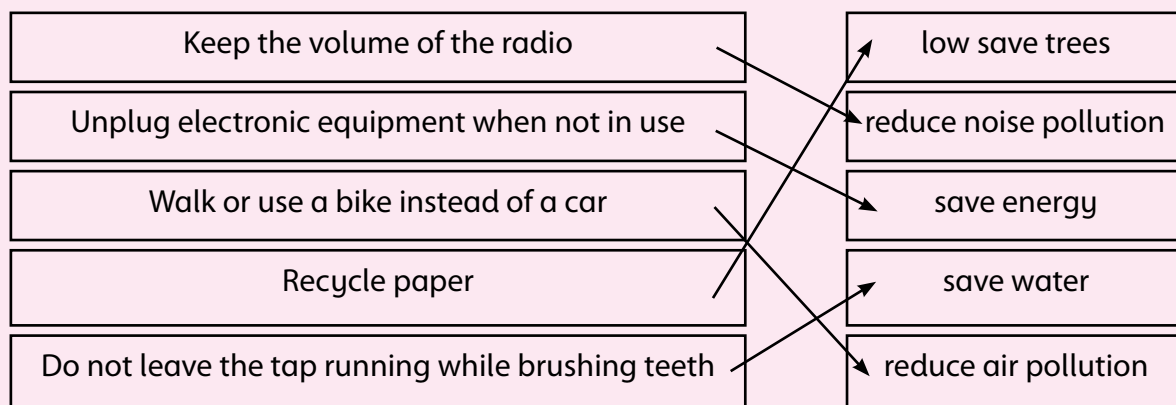 Keep the volume of the radio
low save trees
Unplug electronic equipment when not in use
reduce noise pollution
Walk or use a bike instead of a car
save energy
Recycle paper
save water
Do not leave the tap running while brushing teeth
reduce air pollution